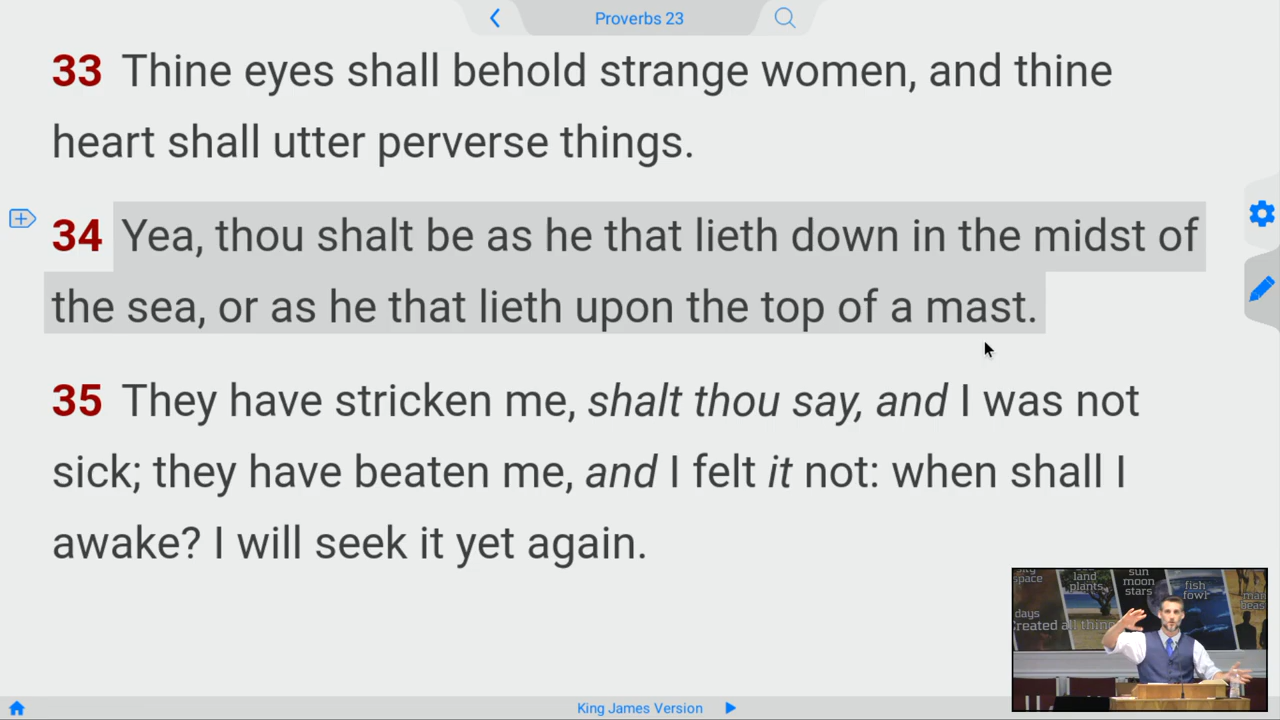 Proverbs 23
33 Thine eyes shall behold strange women, and thine
heart shall utter perverse things.
34 Yea, thou shalt be as he that lieth down in the midst of
the sea, or as he that lieth upon the top of a mast.
35 They have stricken me, shalt thou say, and I was not
sick; they have beaten me, and I felt it not: when shall I
awake? I will seek it yet again.
space
land
plants
sun
moon
stars
fish
fowl
days
created all thing
King James Version